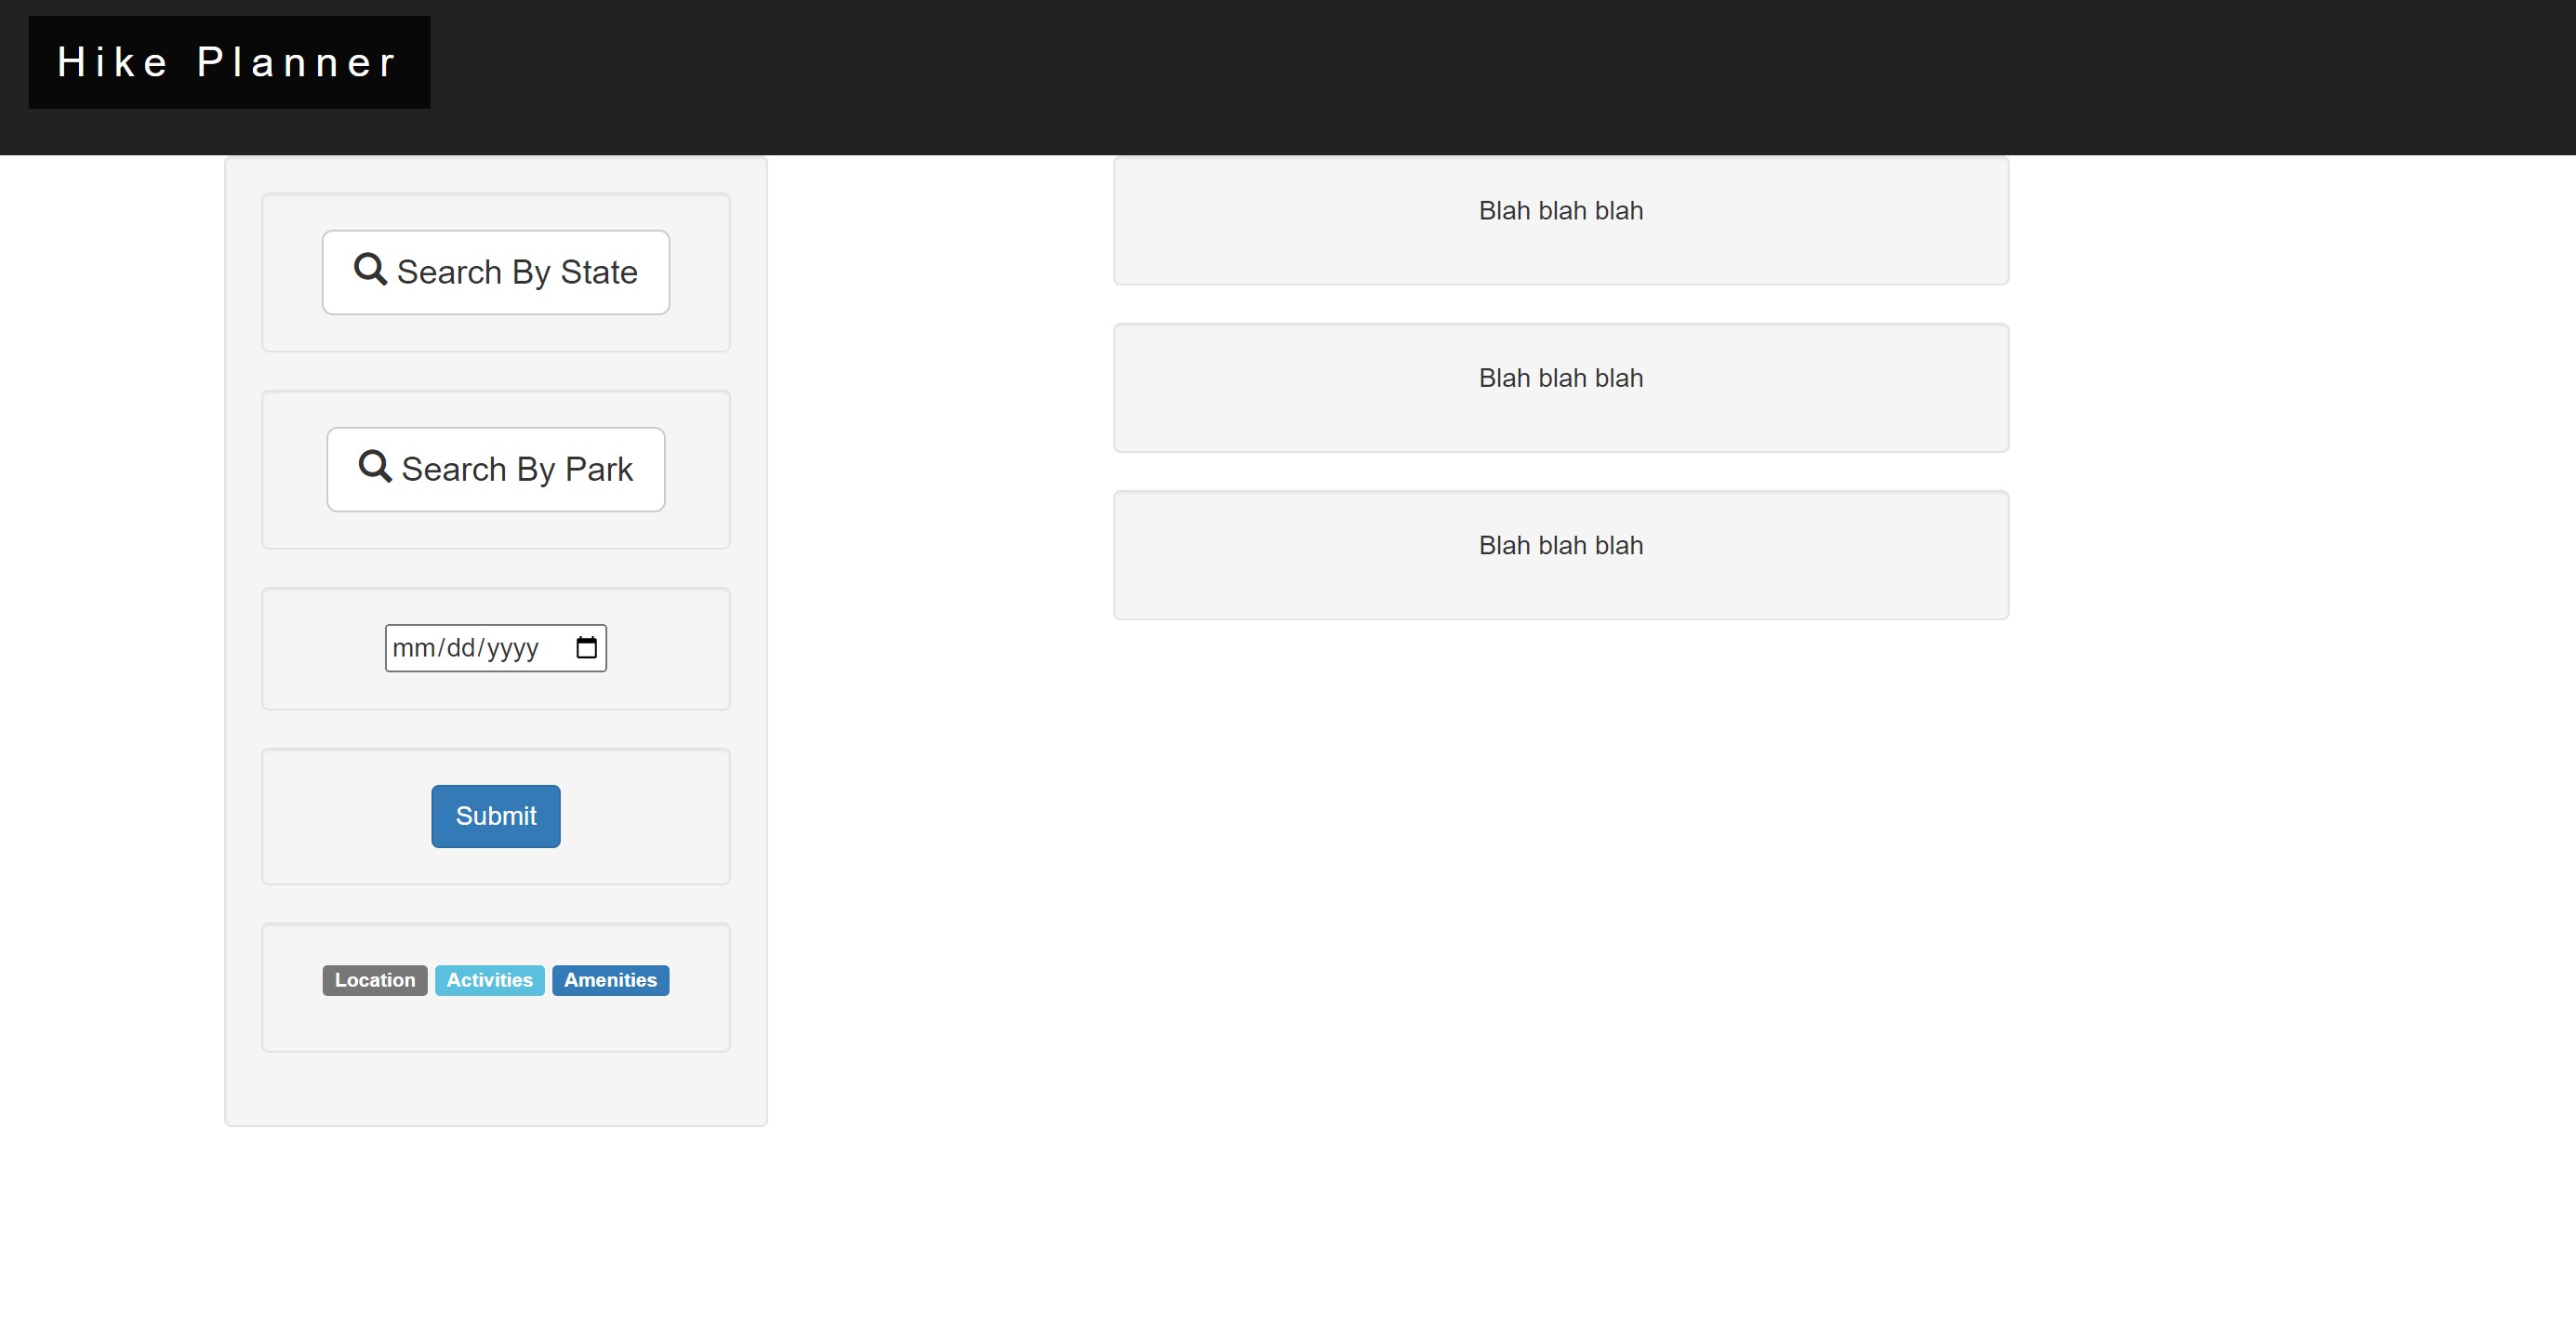 Hike Planner
Search By State
Search By Park
mm/dd/yyyy
Submit
Location Activities Amenities
Blah blah blah
Blah blah blah
Blah blah blah